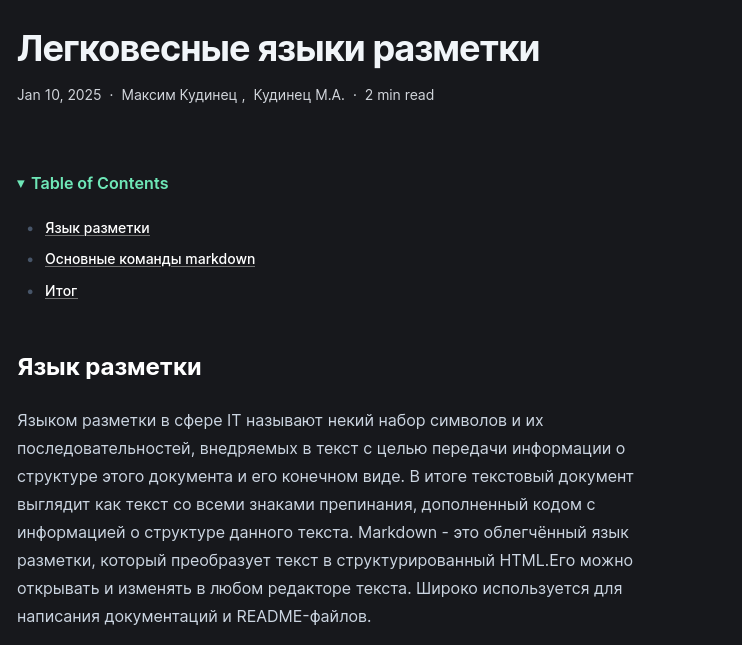 Легковесные языки разметки
Jan 10, 2025 · Максим Кудинец , Кудинец М.А. · 2 min read
▾ Table of Contents
• Язык разметки
• Основные команды markdown
• Итог
Язык разметки
Языком разметки в сфере IT называют некий набор символов и их
последовательностей, внедряемых в текст с целью передачи информации о
структуре этого документа и его конечном виде. В итоге текстовый документ
выглядит как текст со всеми знаками препинания, дополненный кодом с
информацией о структуре данного текста. Markdown - это облегчённый язык
разметки, который преобразует текст в структурированный HTML.Его можно
открывать и изменять в любом редакторе текста. Широко используется для
написания документаций и README-файлов.